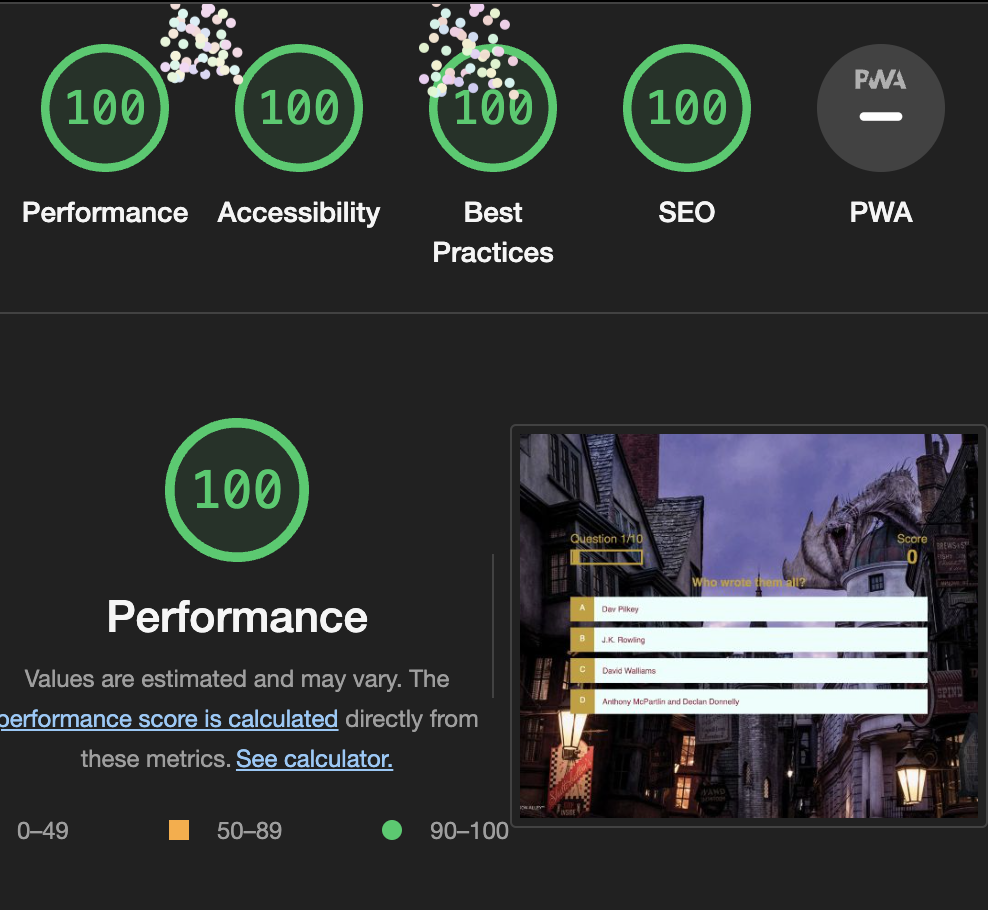 100
100
100
100
PWA
Performance
Accessibility
Best
Practices
SEO
PWA
100
Performance
Values are estimated and may vary. The
performance score is calculated directly from
these metrics. See calculator.
0–49
50–89
90–100
Question 1/10
Score
0
Who wrote them all?
A
Dav Pilkey
B
J.K. Rowling
C
David Walliams
D
Anthony McPartlin and Declan Donnelly
INSIDE